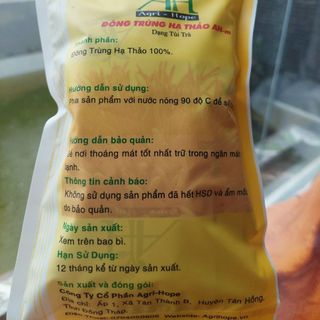 AH
Agri - Hope
ĐÔNG TRÙNG HẠ THẢO AH
Dạng Túi Trà
phần:
Đông Trùng Hạ Thảo 100%.
Hướng dẫn sử dụng:
Pha sản phẩm với nước nóng 90 độ C để
Hướng dẫn bảo quản:
nơi thoáng mát tốt nhất trữ trong ngăn mát
lạnh.
Thông tin cảnh báo:
Không sử dụng sản phẩm đã hết HSD và ẩm mốc
do bảo quản.
Ngày sản xuất:
Xem trên bao bì.
Hạn Sử Dụng:
12 tháng kể từ ngày sản xuất.
Sản xuất và đóng gói:
Công Ty Cổ Phần Agri-Hope
Địa chỉ: Ấp 1, Xã Tân Thành B, Huyện Tân Hồng,
Tỉnh Đồng Tháp.
Website: